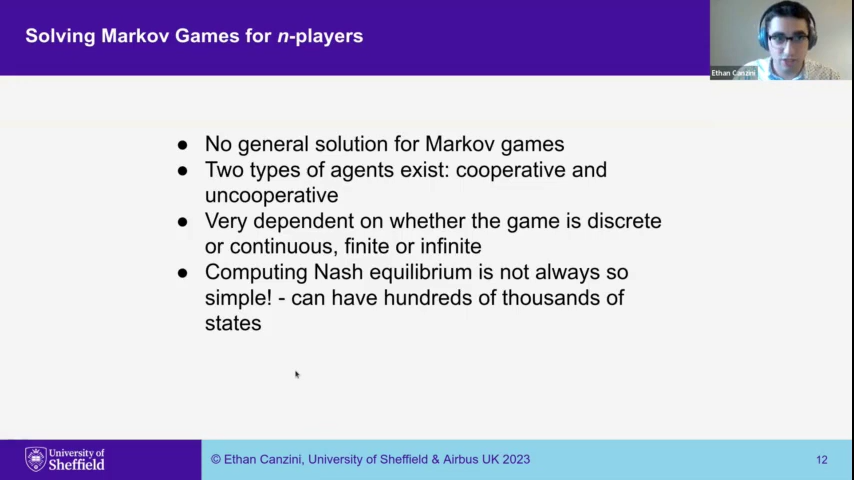 Solving Markov Games for n-players
Ethan Canzini
● No general solution for Markov games
● Two types of agents exist: cooperative and
uncooperative
● Very dependent on whether the game is discrete
or continuous, finite or infinite
● Computing Nash equilibrium is not always so
simple! - can have hundreds of thousands of
states
University of
Sheffield
© Ethan Canzini, University of Sheffield & Airbus UK 2023
12